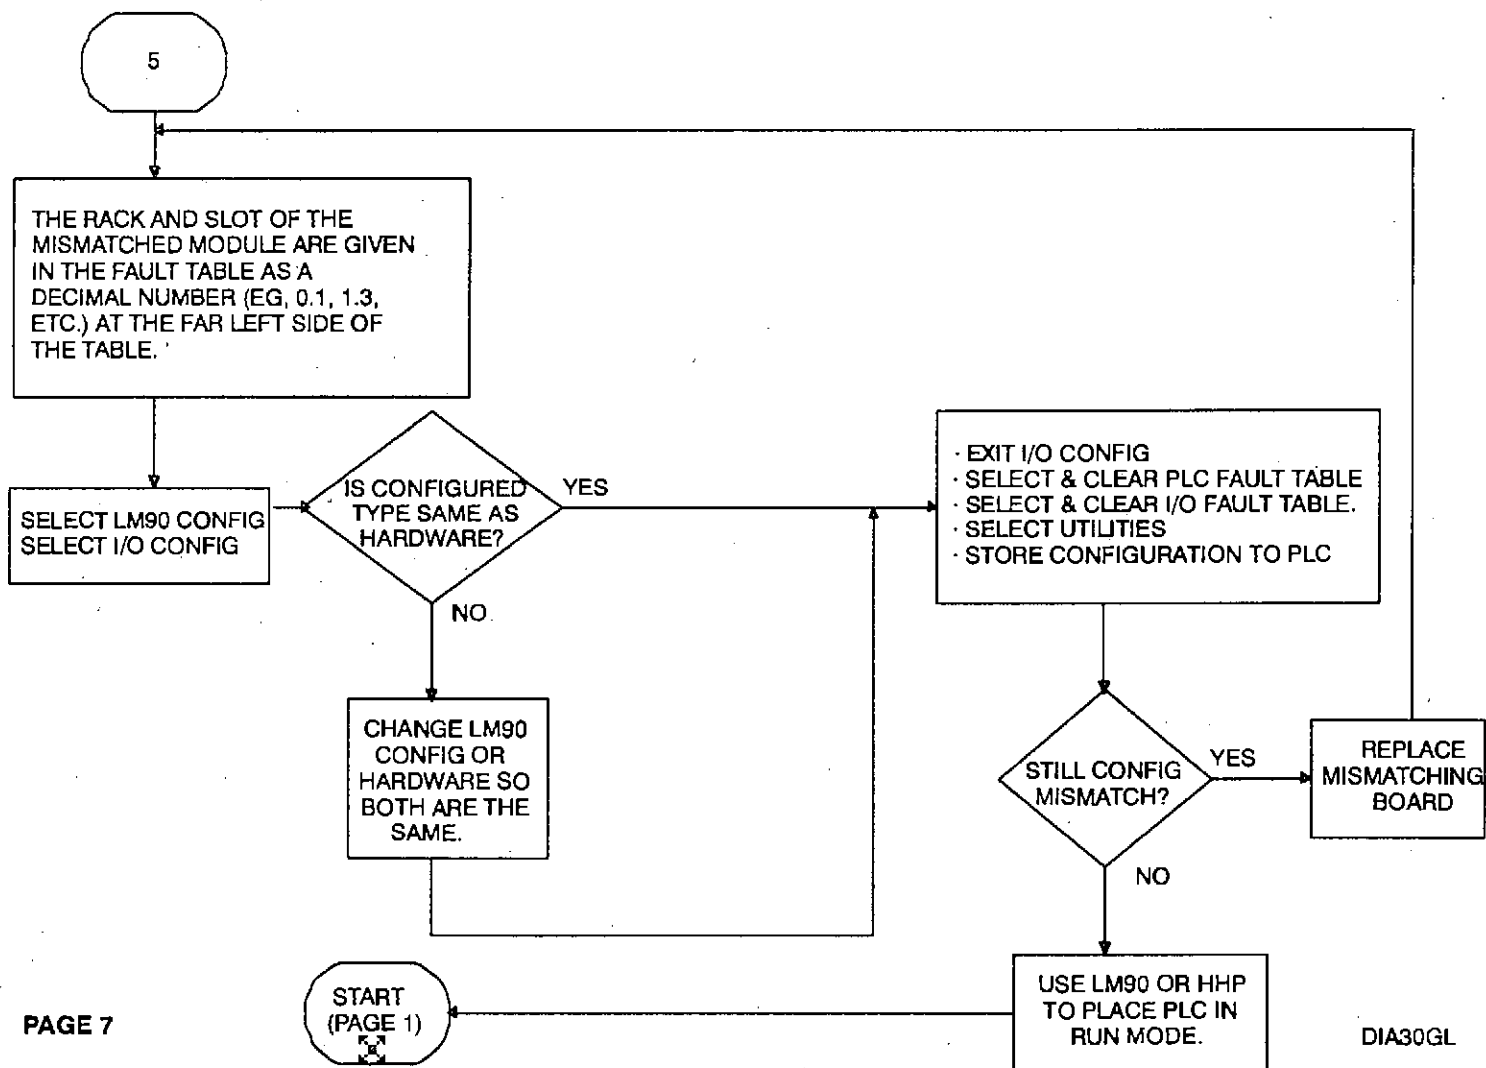 5
THE RACK AND SLOT OF THE
MISMATCHED MODULE ARE GIVEN
IN THE FAULT TABLE AS A
DECIMAL NUMBER (EG, 0.1, 1.3,
ETC.) AT THE FAR LEFT SIDE OF
THE TABLE.
SELECT LM90 CONFIG
SELECT I/O CONFIG
IS CONFIGURED
TYPE SAME AS
HARDWARE?
YES
NO
CHANGE LM90
CONFIG OR
HARDWARE SO
BOTH ARE THE
SAME.
· EXIT I/O CONFIG
· SELECT & CLEAR PLC FAULT TABLE
· SELECT & CLEAR I/O FAULT TABLE.
· SELECT UTILITIES
· STORE CONFIGURATION TO PLC
STILL CONFIG
MISMATCH?
YES
REPLACE
MISMATCHING
BOARD
NO
USE LM90 OR HHP
TO PLACE PLC IN
RUN MODE.
START
(PAGE 1)
PAGE 7
DIA30GL